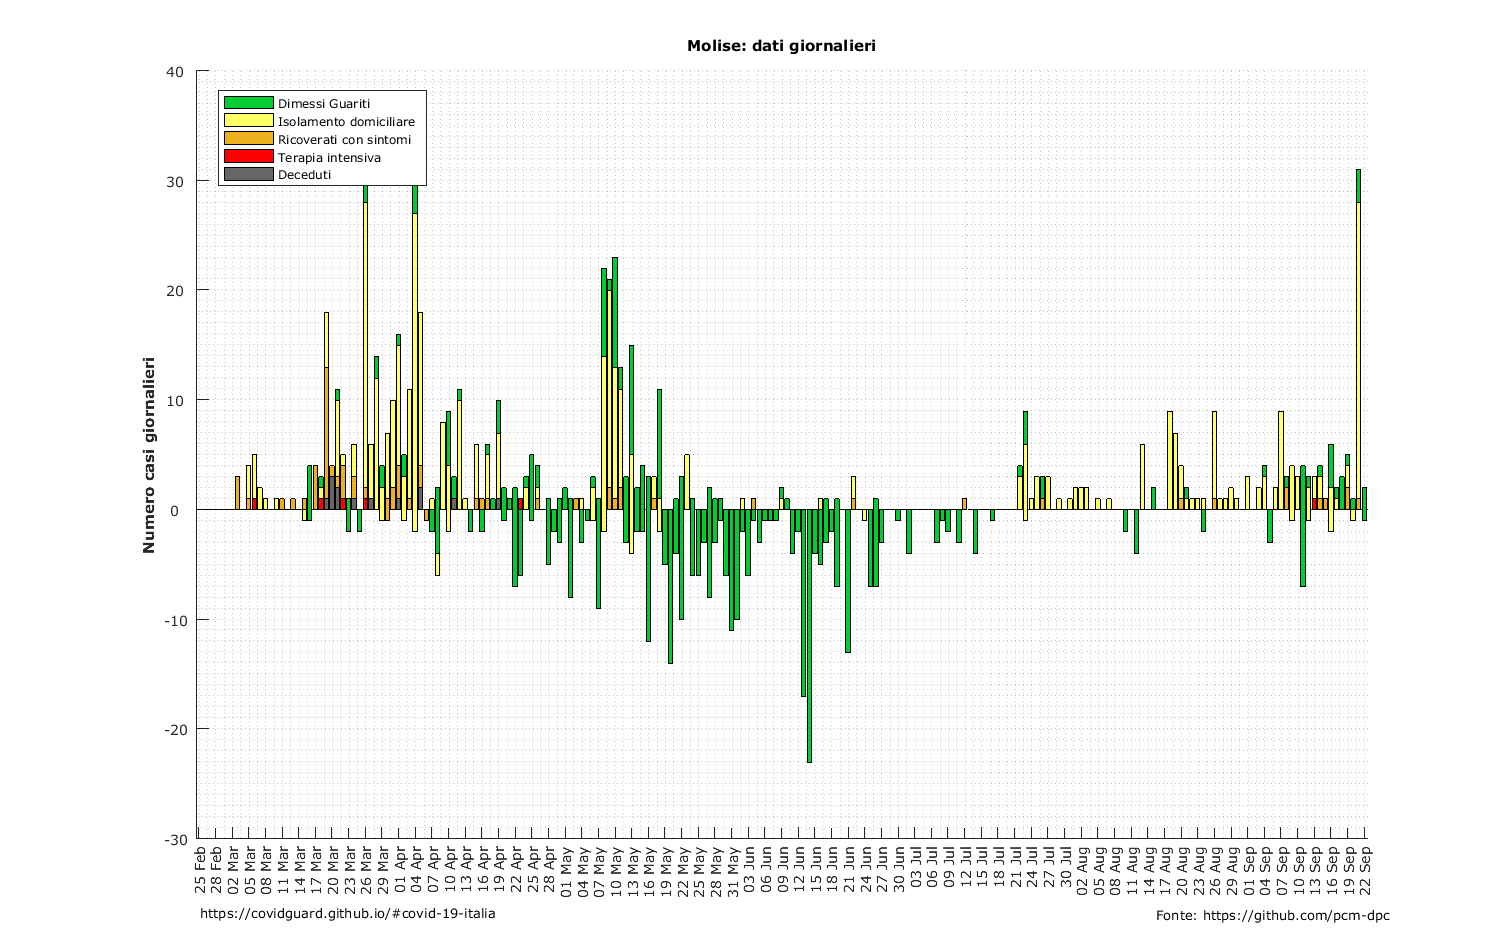 Molise: dati giornalieri
40
30
20
10
0
-10
-20
-30
Numero casi giornalieri
Dimessi Guariti
Isolamento domiciliare
Ricoverati con sintomi
Terapia intensiva
Deceduti
25 Feb
28 Feb
02 Mar
05 Mar
08 Mar
11 Mar
14 Mar
17 Mar
20 Mar
23 Mar
26 Mar
29 Mar
01 Apr
04 Apr
07 Apr
10 Apr
13 Apr
16 Apr
19 Apr
22 Apr
25 Apr
28 Apr
01 May
04 May
07 May
10 May
13 May
16 May
19 May
22 May
25 May
28 May
31 May
03 Jun
06 Jun
09 Jun
12 Jun
15 Jun
18 Jun
21 Jun
24 Jun
27 Jun
30 Jun
03 Jul
06 Jul
09 Jul
12 Jul
15 Jul
18 Jul
21 Jul
24 Jul
27 Jul
30 Jul
02 Aug
05 Aug
08 Aug
11 Aug
14 Aug
17 Aug
20 Aug
23 Aug
26 Aug
29 Aug
01 Sep
04 Sep
07 Sep
10 Sep
13 Sep
16 Sep
19 Sep
22 Sep
https://covidguard.github.io/#covid-19-italia
Fonte: https://github.com/pcm-dpc